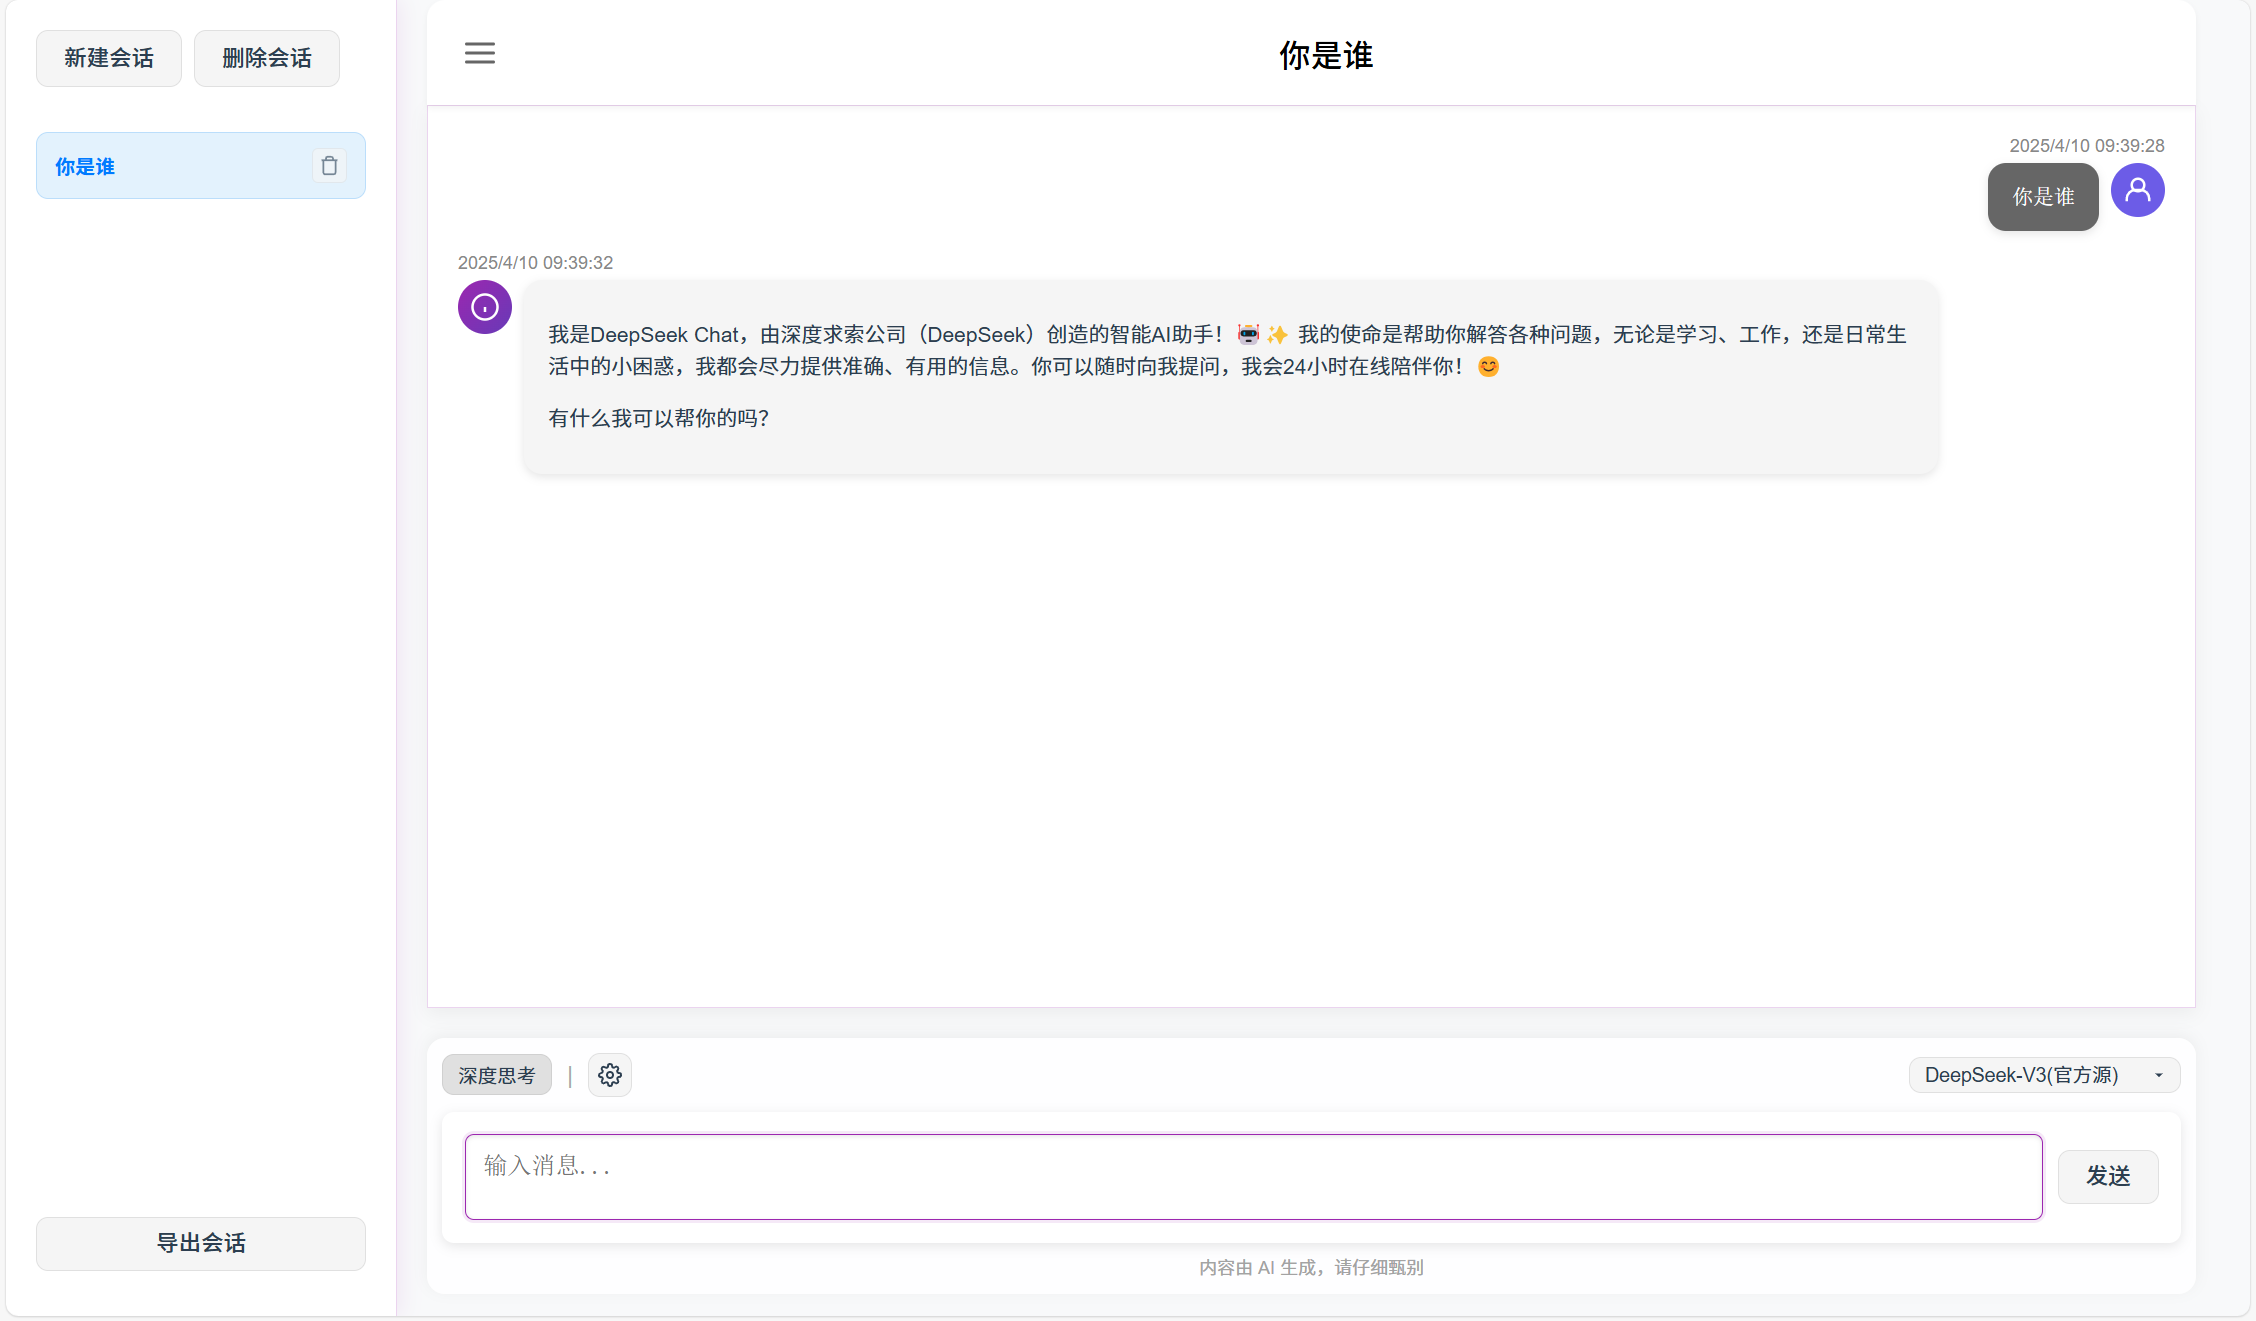 新建会话
删除会话
你是谁
导出会话
你是谁
2025/4/10 09:39:28
你是谁
2025/4/10 09:39:32
我是DeepSeek Chat，由深度求索公司（DeepSeek）创造的智能AI助手！🤖✨ 我的使命是帮助你解答各种问题，无论是学习、工作，还是日常生
活中的小困惑，我都会尽力提供准确、有用的信息。你可以随时向我提问，我会24小时在线陪伴你！😊
有什么我可以帮你的吗？
深度思考
|
DeepSeek-V3(官方源)
输入消息...
发送
内容由 AI 生成，请仔细甄别